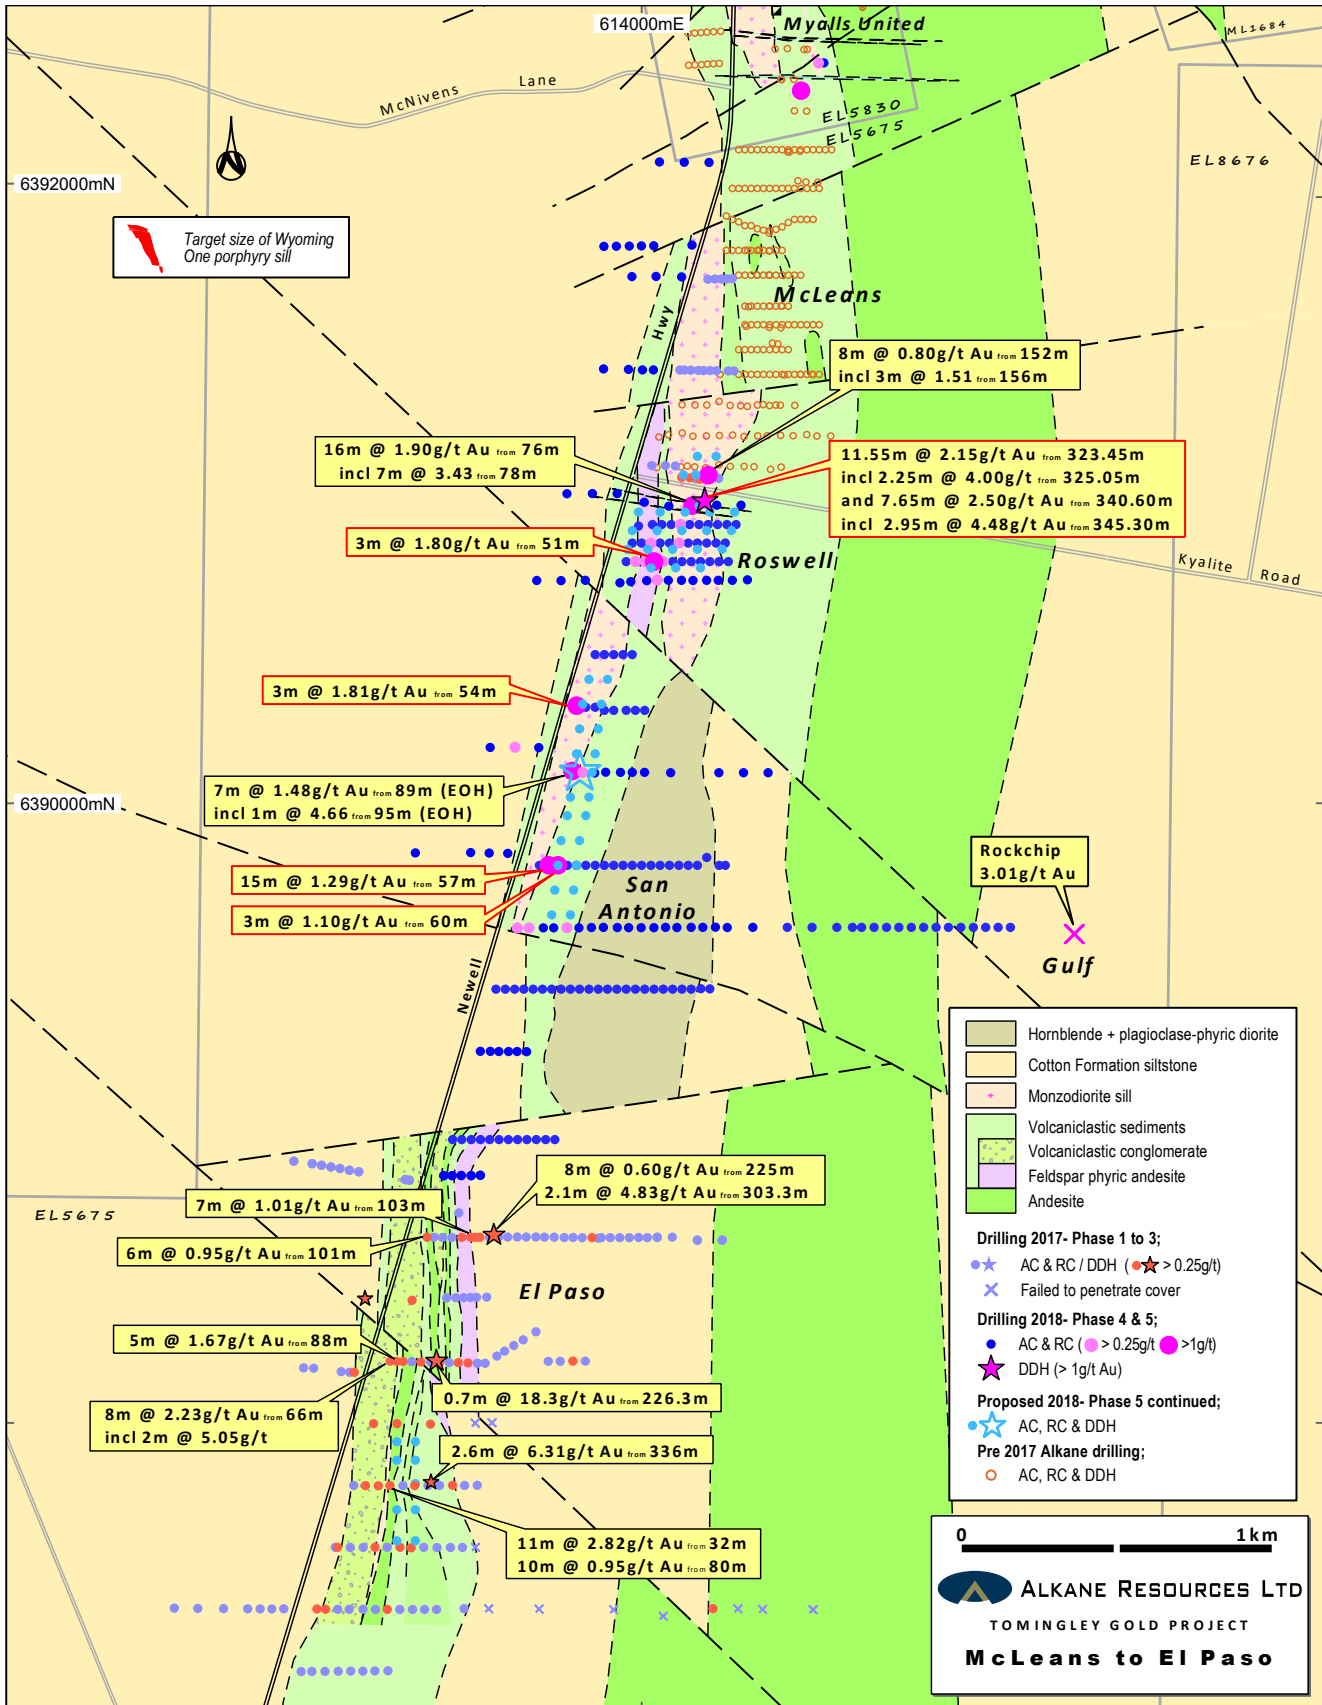 614000mE
Myalls United
ML1684
McNivens Lane
EL5830
EL5675
EL8676
6392000mN
Target size of Wyoming
One porphyry sill
McLeans
Hwy
8m @ 0.80g/t Au from 152m
incl 3m @ 1.51 from 156m
16m @ 1.90g/t Au from 76m
incl 7m @ 3.43 from 78m
11.55m @ 2.15g/t Au from 323.45m
incl 2.25m @ 4.00g/t from 325.05m
and 7.65m @ 2.50g/t Au from 340.60m
incl 2.95m @ 4.48g/t Au from 345.30m
3m @ 1.80g/t Au from 51m
Roswell
Kyalite Road
3m @ 1.81g/t Au from 54m
7m @ 1.48g/t Au from 89m (EOH)
incl 1m @ 4.66 from 95m (EOH)
6390000mN
Rockchip
3.01g/t Au
15m @ 1.29g/t Au from 57m
San
Antonio
3m @ 1.10g/t Au from 60m
Gulf
Newell
Hornblende + plagioclase-phyric diorite
Cotton Formation siltstone
Monzodiorite sill
Volcaniclastic sediments
Volcaniclastic conglomerate
Feldspar phyric andesite
Andesite
Drilling 2017- Phase 1 to 3;
AC & RC / DDH ( > 0.25g/t)
Failed to penetrate cover
Drilling 2018- Phase 4 & 5;
AC & RC ( > 0.25g/t >1g/t)
DDH (> 1g/t Au)
Proposed 2018- Phase 5 continued;
AC, RC & DDH
Pre 2017 Alkane drilling;
AC, RC & DDH
8m @ 0.60g/t Au from 225m
2.1m @ 4.83g/t Au from 303.3m
7m @ 1.01g/t Au from 103m
EL5675
6m @ 0.95g/t Au from 101m
El Paso
5m @ 1.67g/t Au from 88m
0.7m @ 18.3g/t Au from 226.3m
8m @ 2.23g/t Au from 66m
incl 2m @ 5.05g/t
2.6m @ 6.31g/t Au from 336m
11m @ 2.82g/t Au from 32m
10m @ 0.95g/t Au from 80m
0 1km
ALKANE RESOURCES LTD
TOMINGLEY GOLD PROJECT
McLeans to El Paso